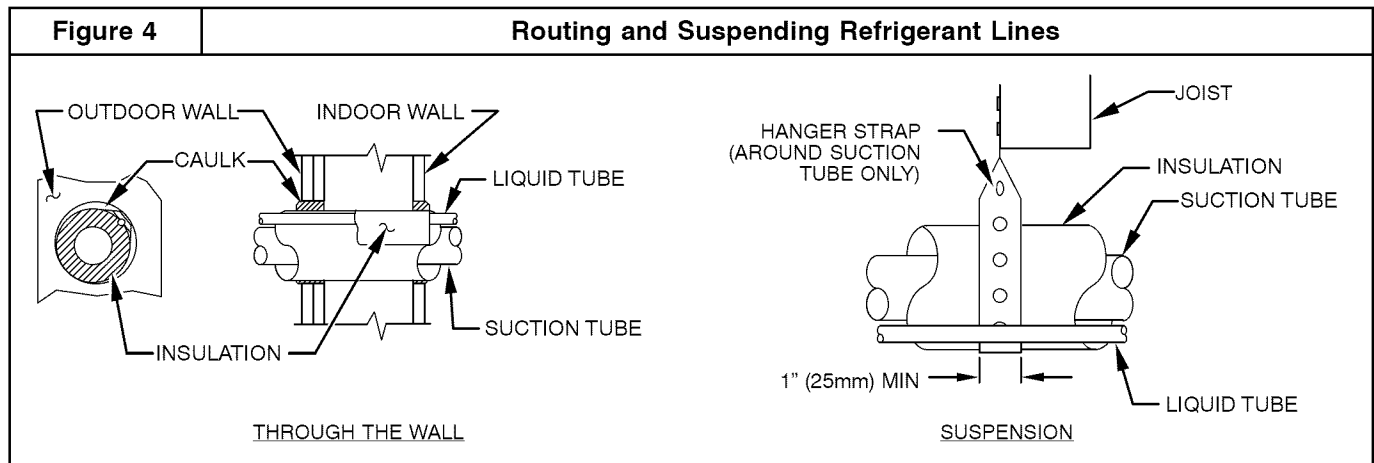 Figure 4
Routing and Suspending Refrigerant Lines
OUTDOOR WALL
INDOOR WALL
CAULK
LIQUID TUBE
SUCTION TUBE
INSULATION
THROUGH THE WALL
JOIST
HANGER STRAP
(AROUND SUCTION
TUBE ONLY)
INSULATION
SUCTION TUBE
1" (25mm) MIN
LIQUID TUBE
SUSPENSION